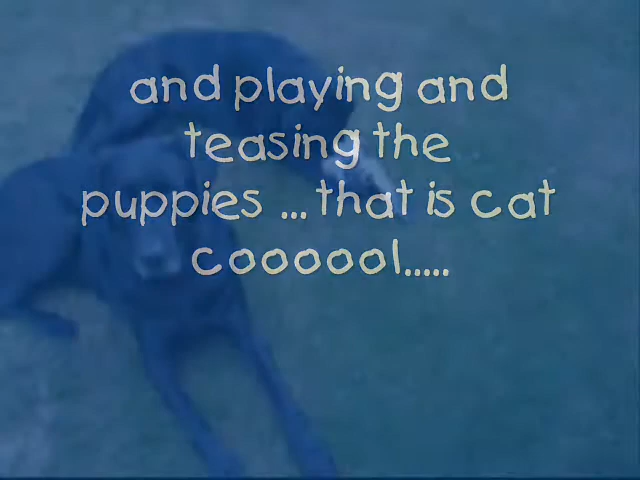 and playing and
teasing the
puppies ...that is cat
coooool.....